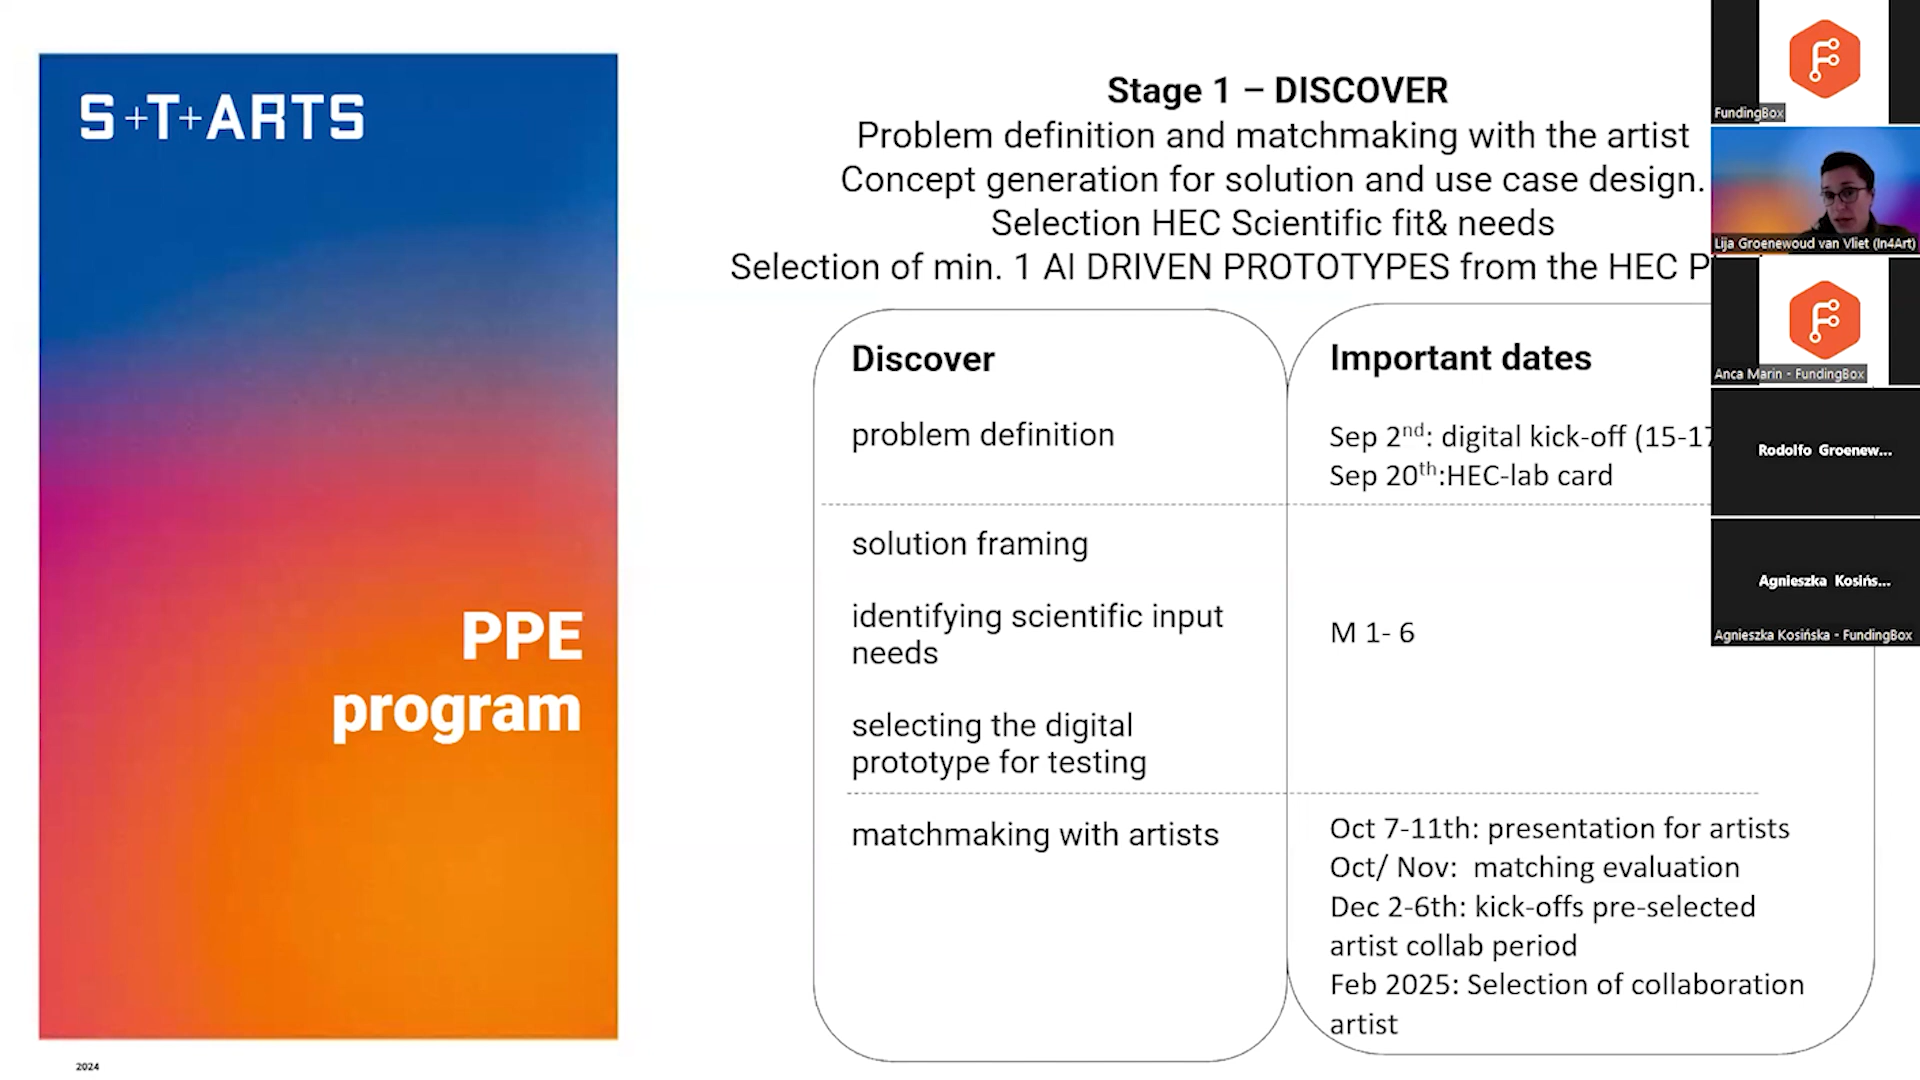 S+T+ARTS
PPE
program
2024
Stage 1 – DISCOVER
Problem definition and matchmaking with the artist
Concept generation for solution and use case design.
Selection HEC Scientific fit& needs
Selection of min. 1 AI DRIVEN PROTOTYPES from the HEC
Discover
problem definition
solution framing
identifying scientific input
needs
selecting the digital
prototype for testing
matchmaking with artists
Important dates
Sep 2nd: digital kick-off (15-17
Sep 20th:HEC-lab card
M 1- 6
Oct 7-11th: presentation for artists
Oct/ Nov:  matching evaluation
Dec 2-6th: kick-offs pre-selected
artist collab period
Feb 2025: Selection of collaboration
artist
FundingBox
Lija Groenewoud van Vliet (In4Art)
Anca Marin - FundingBox
Rodolfo Groenew...
Agnieszka Kosińs...
Agnieszka Kosińska - FundingBox